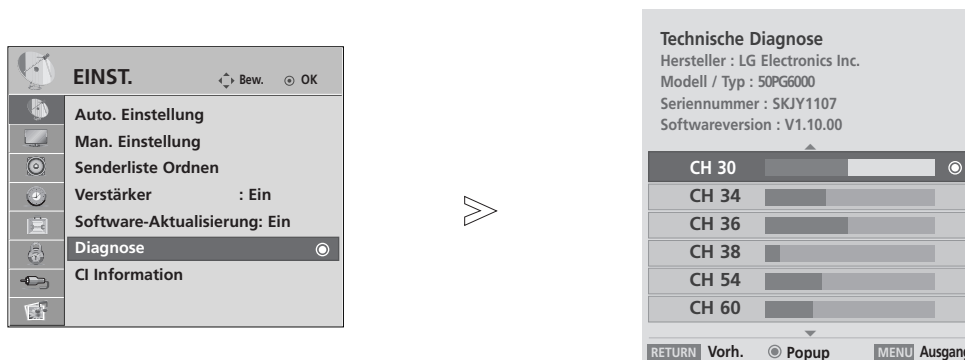 EINST. Bew. OK
Auto. Einstellung
Man. Einstellung
Senderliste Ordnen
Verstärker : Ein
Software-Aktualisierung: Ein
Diagnose
CI Information
Technische Diagnose
Hersteller : LG Electronics Inc.
Modell / Typ : 50PG6000
Seriennummer : SKJY1107
Softwareversion : V1.10.00
CH 30
CH 34
CH 36
CH 38
CH 54
CH 60
RETURN Vorh. Popup MENU Ausgang